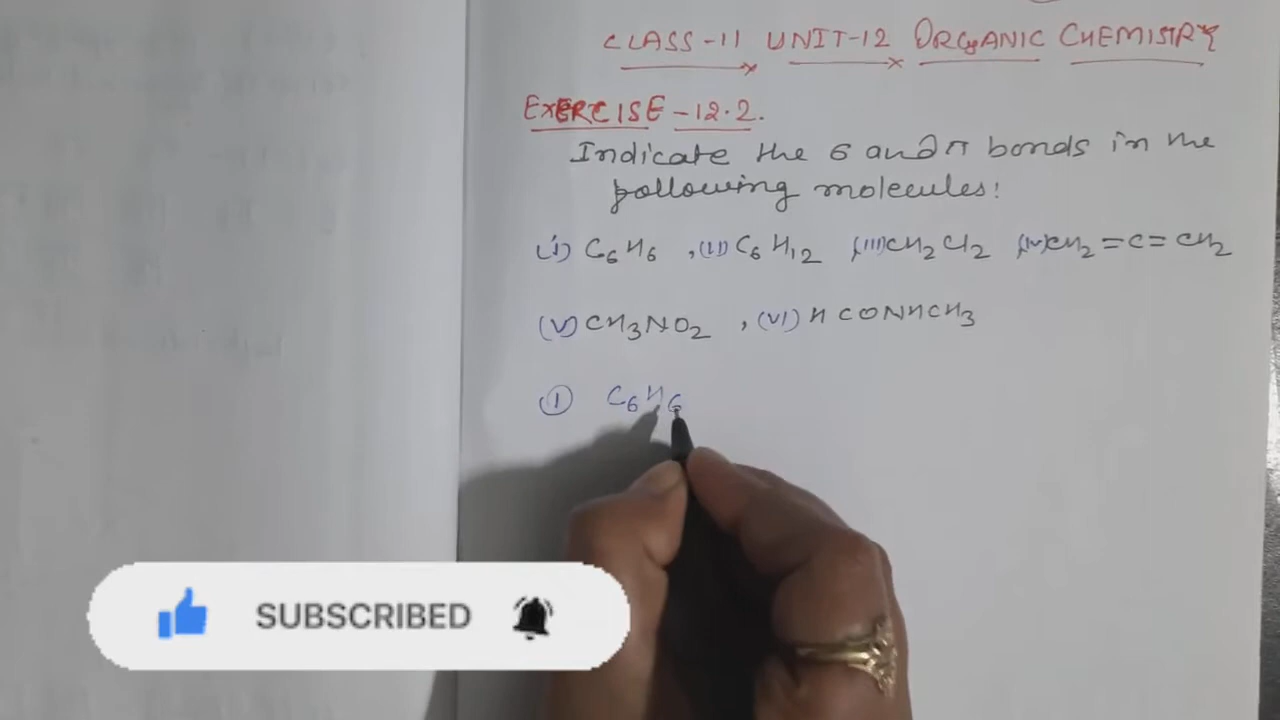 CLASS-11 UNIT-12 ORGANIC CHEMISTRY
EXERCISE-12.2.
Indicate the σ and π bonds in the
following molecules:
(i) C6H6, (ii) C6H12 (iii) CH2Cl2 (iv) CH2=C=CH2
(V) CH3NO2, (VI) HCONHCH3
① C6H6
SUBSCRIBED